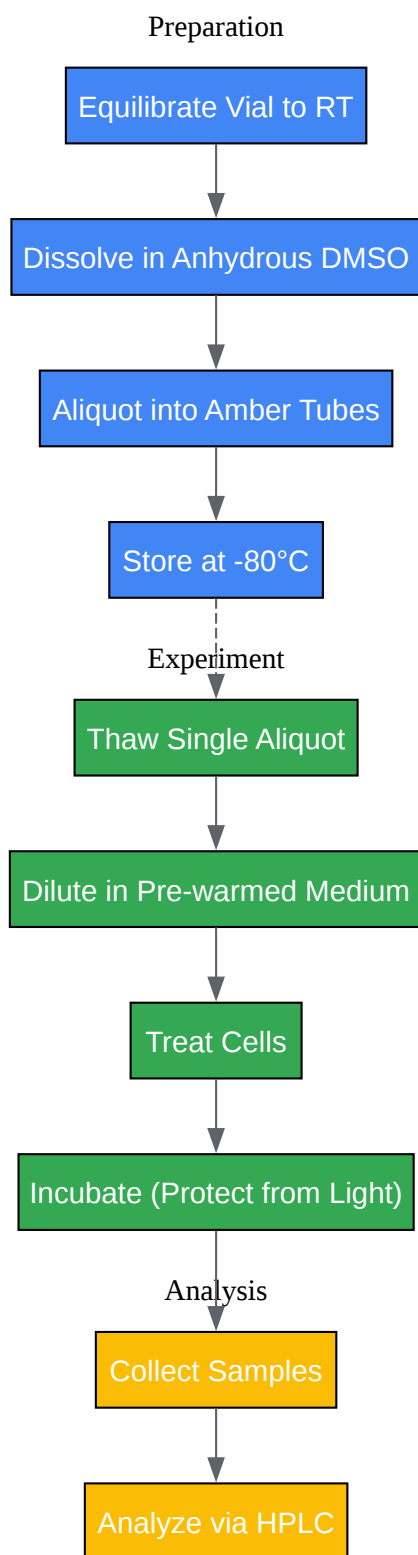 Preparation
Equilibrate Vial to RT
Dissolve in Anhydrous DMSO
Aliquot into Amber Tubes
Store at -80°C
Experiment
Thaw Single Aliquot
Dilute in Pre-warmed Medium
Treat Cells
Incubate (Protect from Light)
Analysis
Collect Samples
Analyze via HPLC